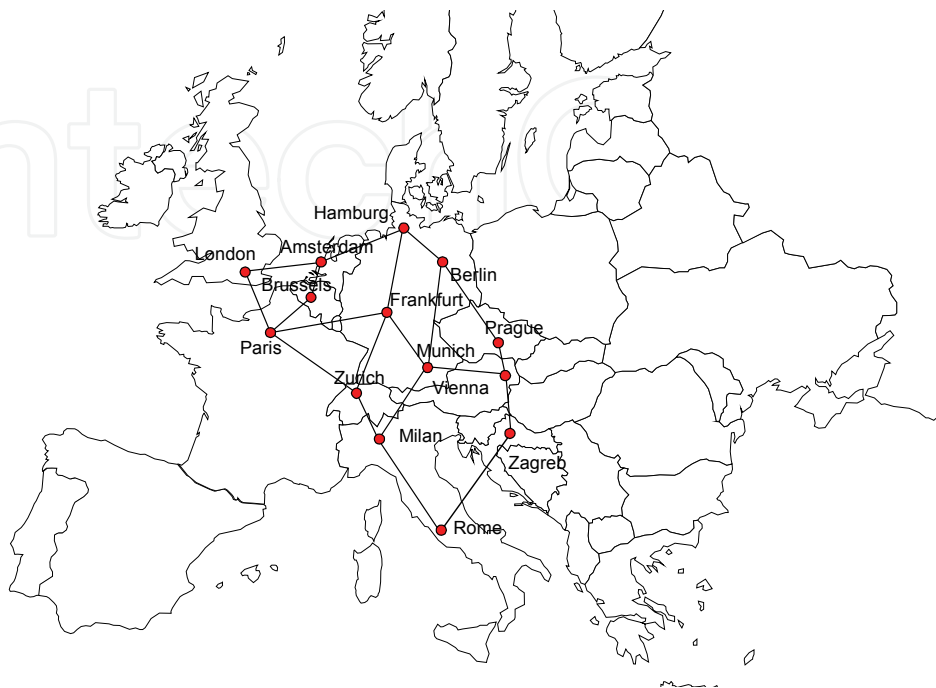 Hamburg
London
Amsterdam
Berlin
Brussels
Frankfurt
Prague
Paris
Munich
Zurich
Vienna
Milan
Zagreb
Rome